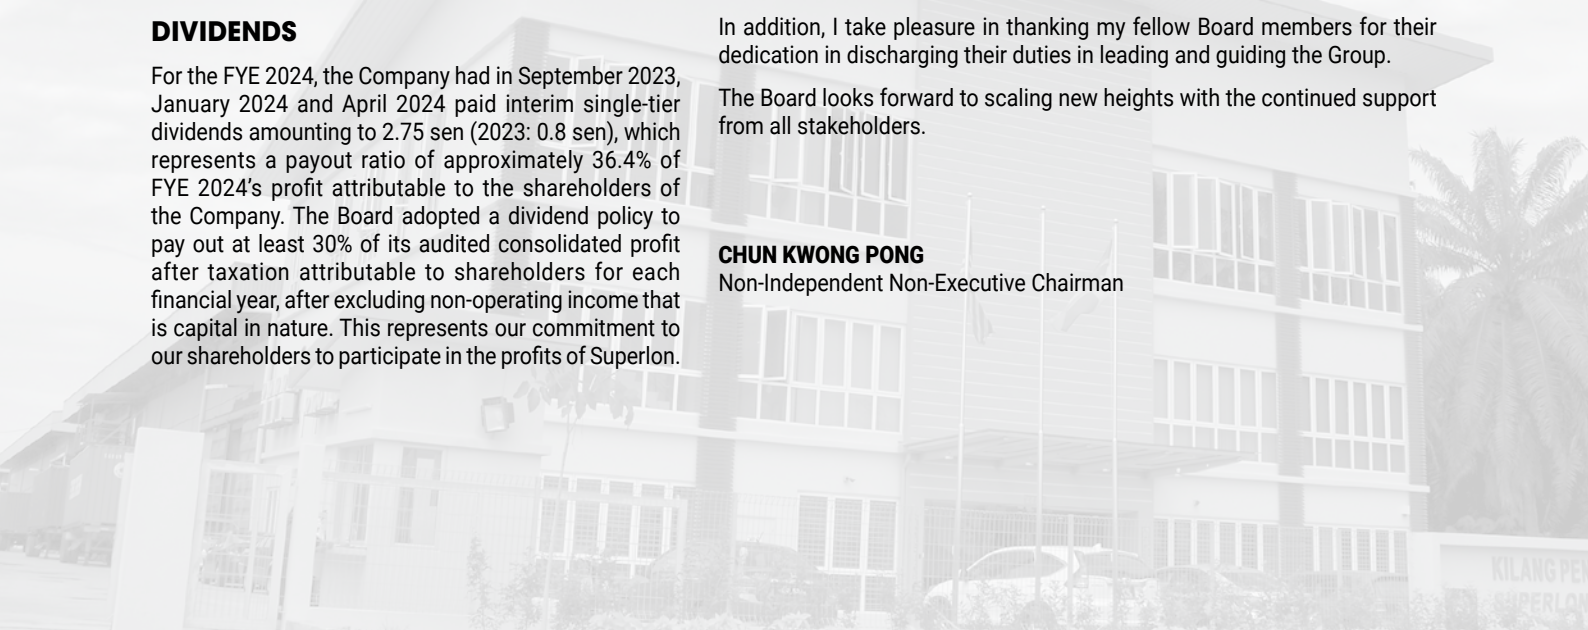 DIVIDENDS
For the FYE 2024, the Company had in September 2023,
January 2024 and April 2024 paid interim single-tier
dividends amounting to 2.75 sen (2023: 0.8 sen), which
represents a payout ratio of approximately 36.4% of
FYE 2024’s profit attributable to the shareholders of
the Company. The Board adopted a dividend policy to
pay out at least 30% of its audited consolidated profit
after taxation attributable to shareholders for each
financial year, after excluding non-operating income that
is capital in nature. This represents our commitment to
our shareholders to participate in the profits of Superlon.
In addition, I take pleasure in thanking my fellow Board members for their
dedication in discharging their duties in leading and guiding the Group.
The Board looks forward to scaling new heights with the continued support
from all stakeholders.
CHUN KWONG PONG
Non-Independent Non-Executive Chairman
KILANG PEN
SUPERLON